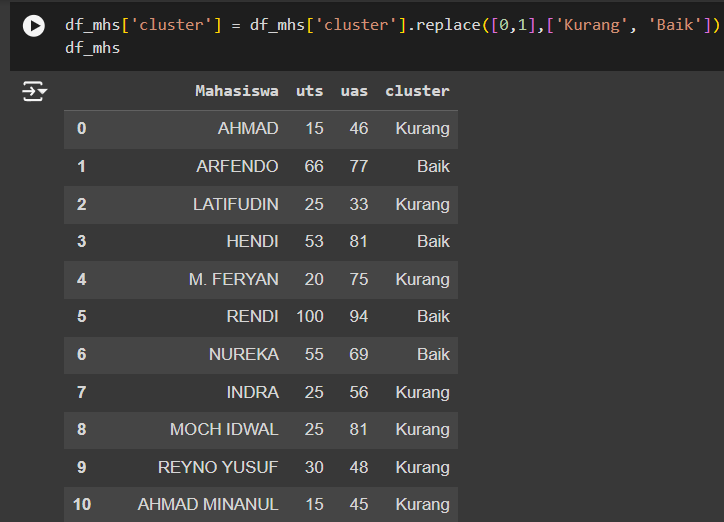 df_mhs['cluster'] = df_mhs['cluster'].replace([0,1],['Kurang', 'Baik'])
df_mhs
Mahasiswa uts uas cluster
0 AHMAD 15 46 Kurang
1 ARFENDO 66 77 Baik
2 LATIFUDIN 25 33 Kurang
3 HENDI 53 81 Baik
4 M. FERYAN 20 75 Kurang
5 RENDI 100 94 Baik
6 NUREKA 55 69 Baik
7 INDRA 25 56 Kurang
8 MOCH IDWAL 25 81 Kurang
9 REYNO YUSUF 30 48 Kurang
10 AHMAD MINANUL 15 45 Kurang